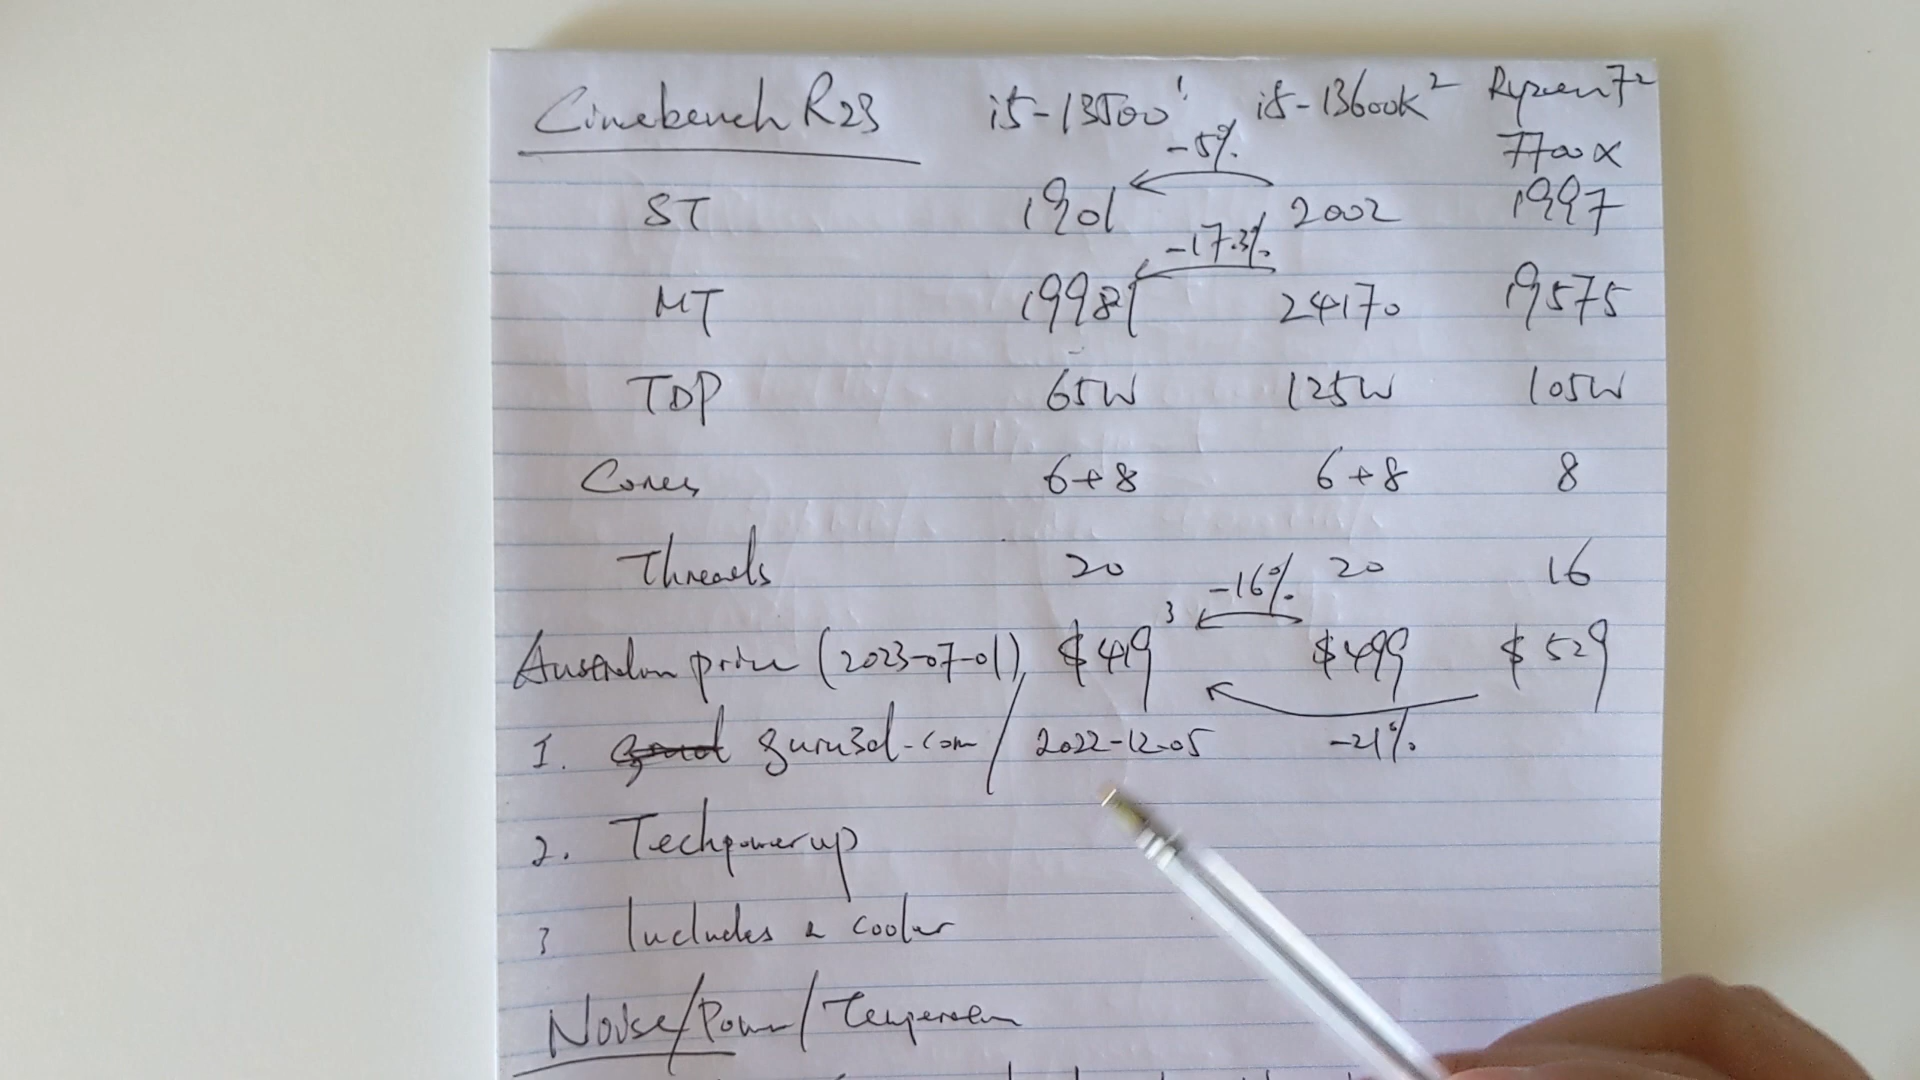 Cinebench R23 i5-13500¹ i5-13600K² Ryzen 7²
7700X
-5%
ST 1901 2002 1997
-17.3%
MT 19981 24170 19575
TDP 65W 125W 105W
Cores 6+8 6+8 8
Threads 20 20 16
-16%
Australian price (2023-07-01) $419³ $499 $529
1. guru3d.com / 2022-12-05 -21%
2. Techpowerup
3 Includes a cooler
Noise/Power/Temperature